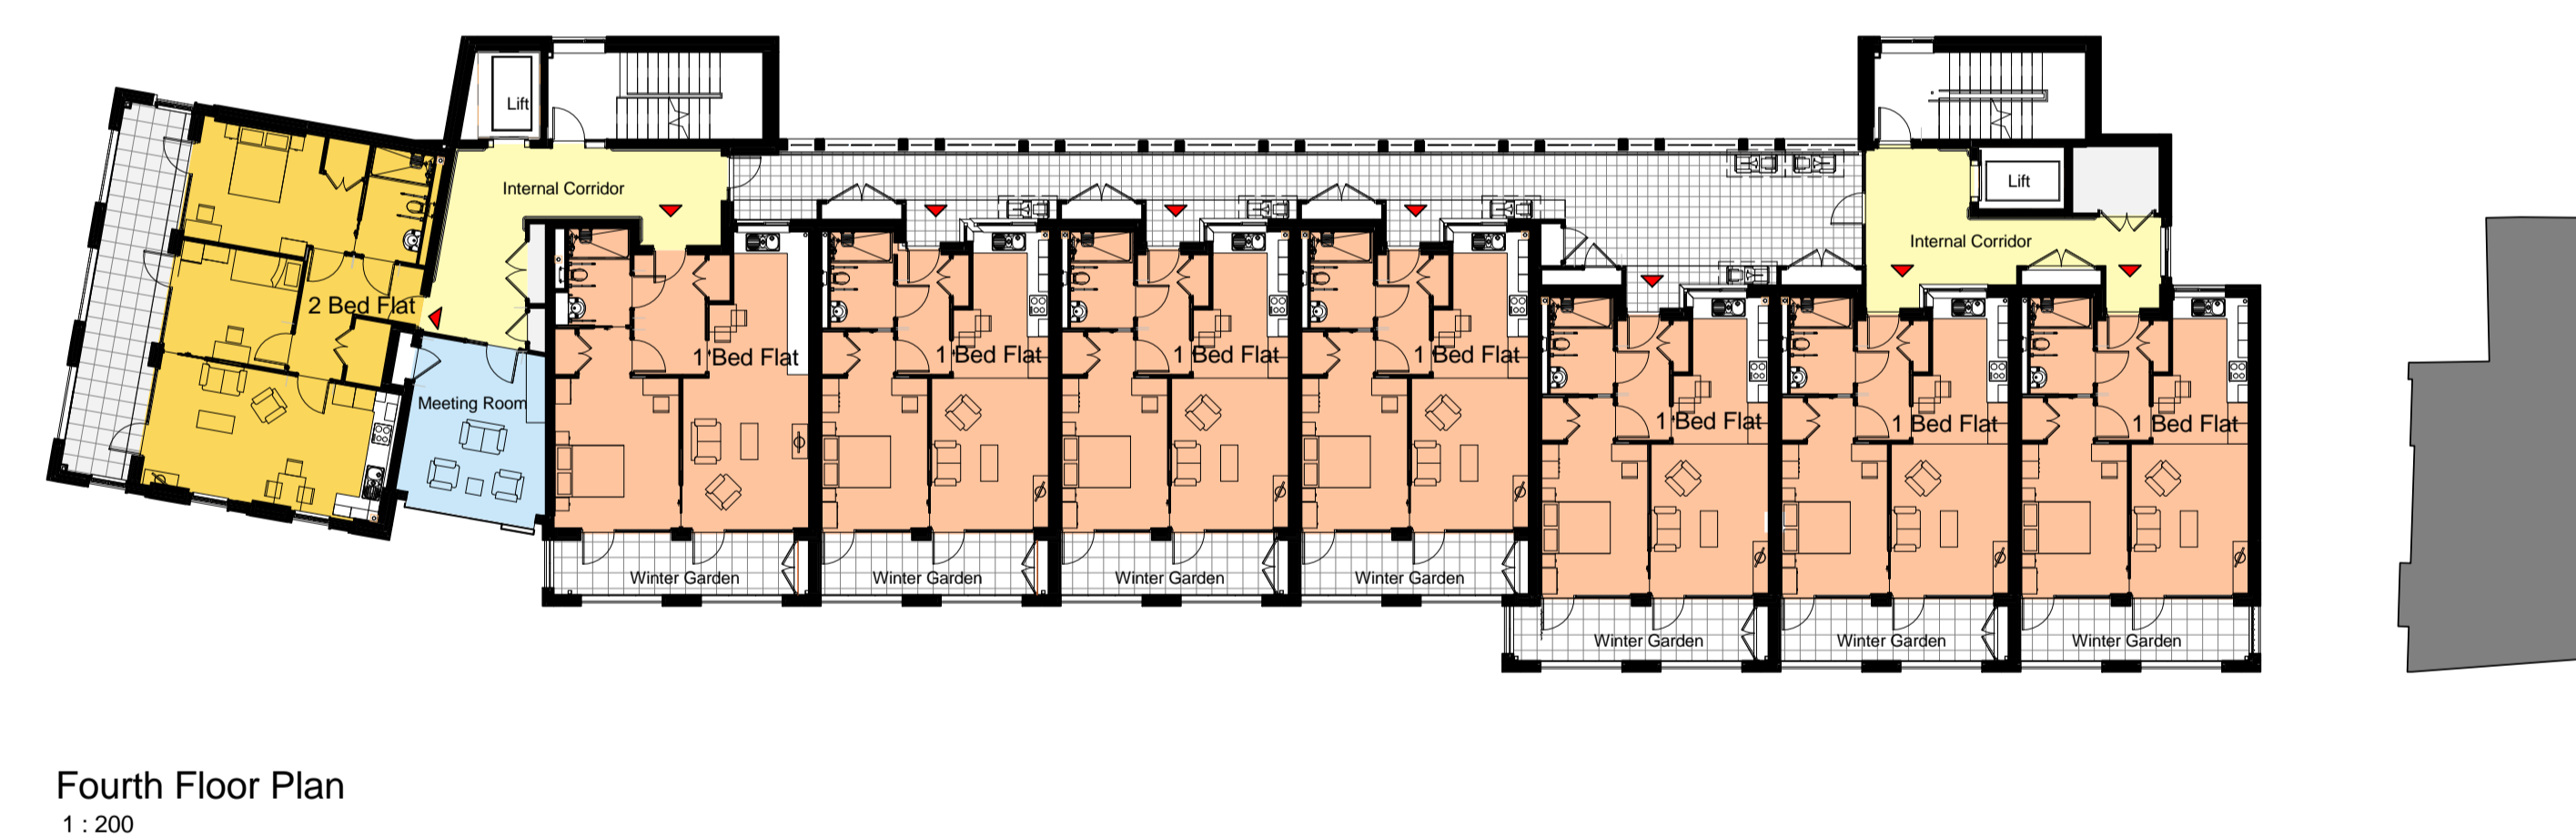 Lift
Internal Corridor
Lift
Internal Corridor
2 Bed Flat
1 Bed Flat
1 Bed Flat
1 Bed Flat
1 Bed Flat
Meeting Room
1 Bed Flat
1 Bed Flat
1 Bed Flat
Winter Garden
Winter Garden
Winter Garden
Winter Garden
Winter Garden
Winter Garden
Winter Garden
Fourth Floor Plan
1 : 200